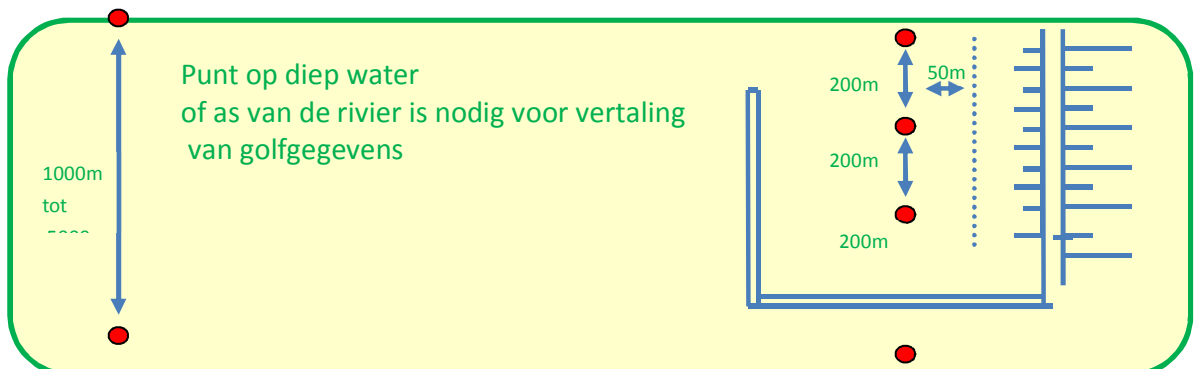 Punt op diep water
of as van de rivier is nodig voor vertaling
van golfgegevens
1000m
tot
200m
50m
200m
200m